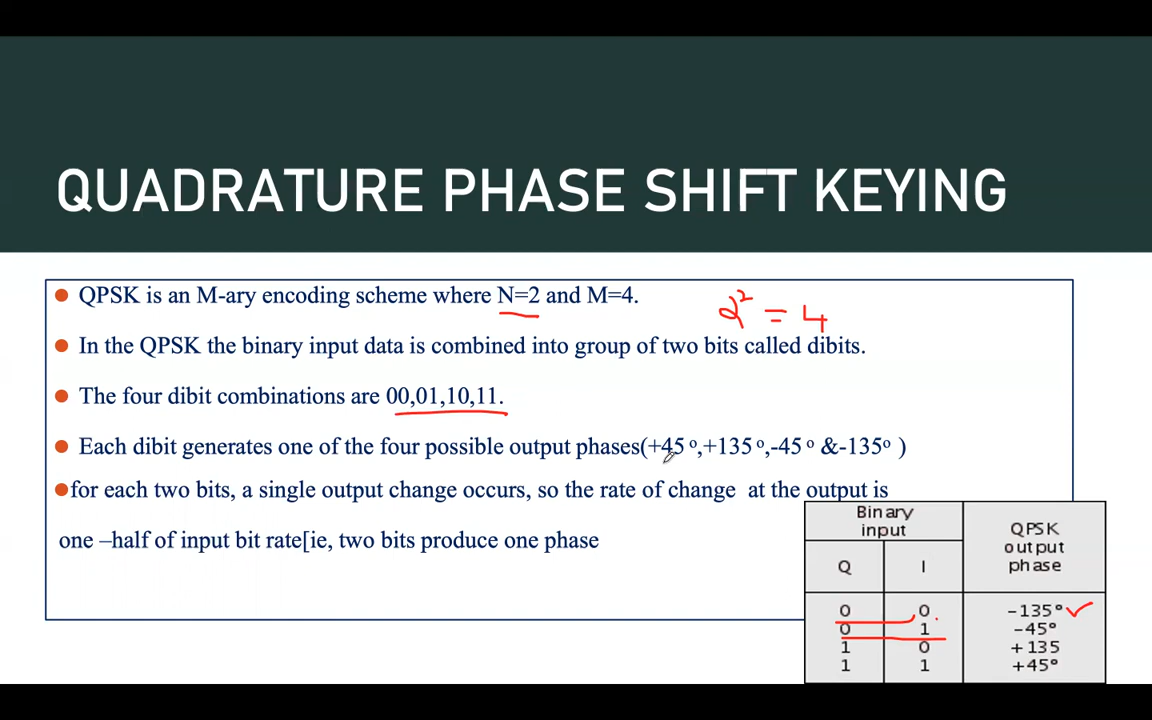 QUADRATURE PHASE SHIFT KEYING
QPSK is an M-ary encoding scheme where N=2 and M=4.
2² = 4
In the QPSK the binary input data is combined into group of two bits called dibits.
The four dibit combinations are 00,01,10,11.
Each dibit generates one of the four possible output phases(+45°,+135°,-45° &-135° )
for each two bits, a single output change occurs, so the rate of change at the output is
one –half of input bit rate[ie, two bits produce one phase
Binary
input
QPSK
output
phase
Q I
0 0 -135°
0 1 -45°
1 0 +135
1 1 +45°